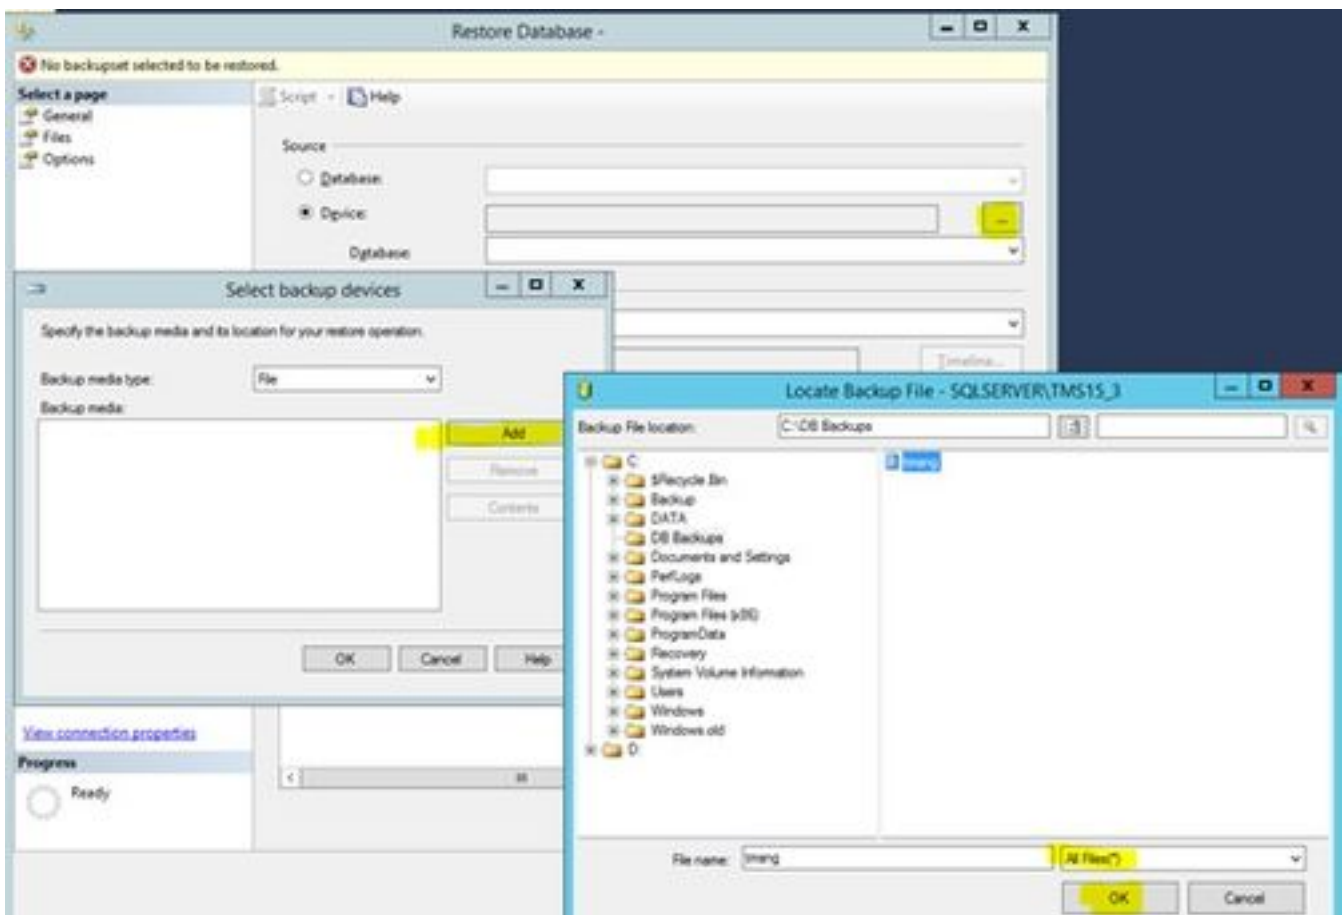 Restore Database -
No backupset selected to be restored.
Select a page
General
Files
Options
Script
Help
Source
Database:
Device:
...
Database:
Timeline...
Select backup devices
Specify the backup media and its location for your restore operation.
Backup media type:
File
Backup media:
Add
Remove
Contents
OK
Cancel
Help
View connection properties
Progress
Ready
Locate Backup File - SQLSERVER\TMS15_3
Backup File location:
C:\DB Backups
C:
$Recycle.Bin
Backup
DATA
DB Backups
Documents and Settings
PerfLogs
Program Files
Program Files (x86)
ProgramData
Recovery
System Volume Information
Users
Windows
Windows.old
D:
tmsng
File name:
tmsng
All Files(*)
OK
Cancel